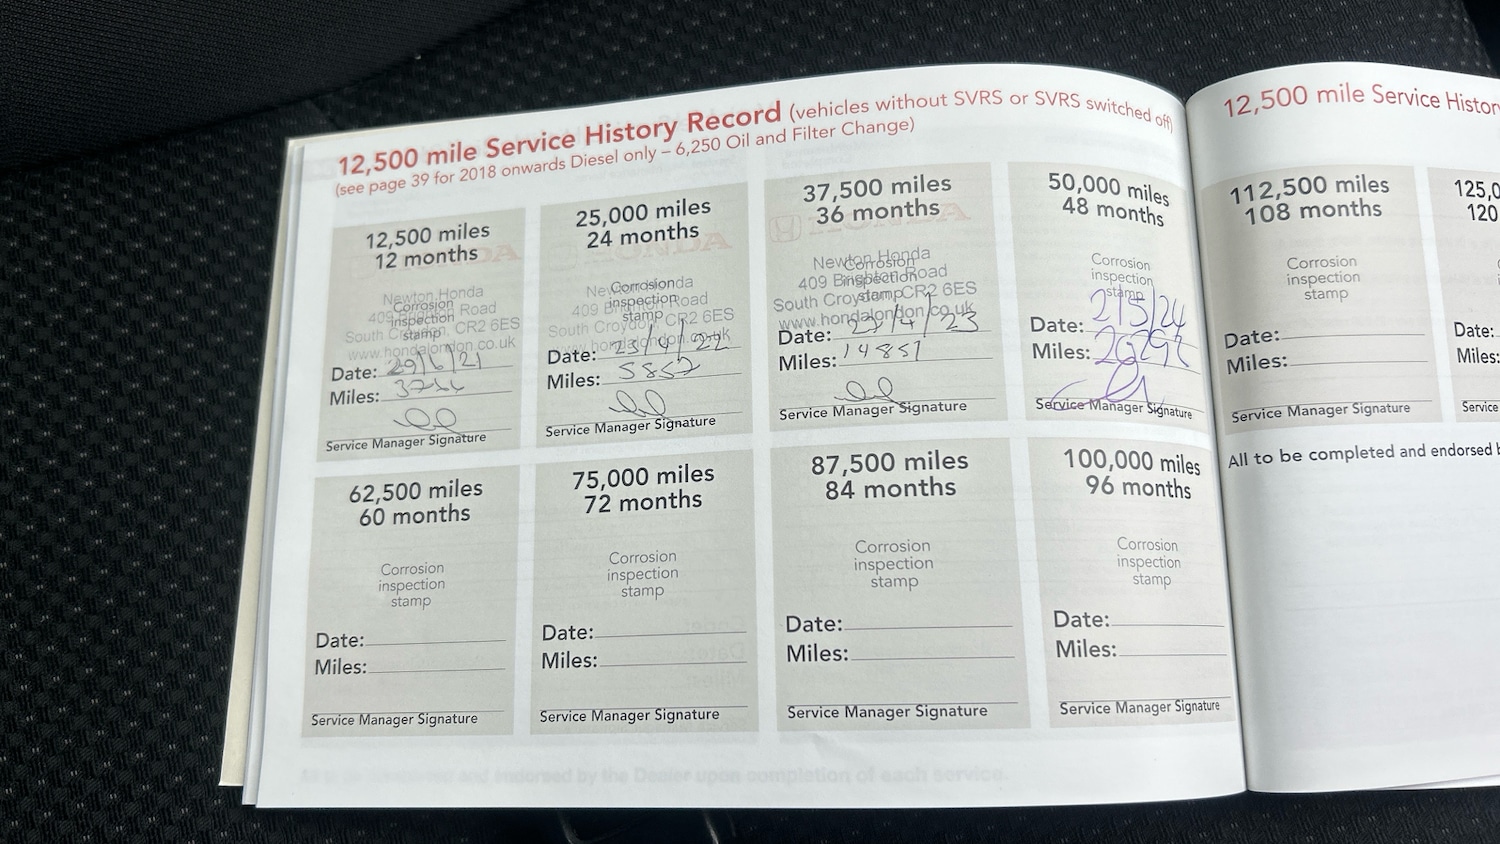 12,500 mile Service History Record (vehicles without SVRS or SVRS switched off)
(see page 39 for 2018 onwards Diesel only – 6,250 Oil and Filter Change)
12,500 miles
12 months
HONDA
Newton Honda
409 Brighton Road
South Croydon, CR2 6ES
www.hondalondon.co.uk
Corrosion
inspection
stamp
Date: 29/6/21
Miles:
Service Manager Signature
25,000 miles
24 months
HONDA
Newton Honda
409 Brighton Road
South Croydon, CR2 6ES
www.hondalondon.co.uk
Corrosion
inspection
stamp
Date: 23/4/22
Miles: 5857
Service Manager Signature
37,500 miles
36 months
HONDA
Newton Honda
409 Brighton Road
South Croydon, CR2 6ES
www.hondalondon.co.uk
Corrosion
inspection
stamp
Date: 27/4/23
Miles: 14851
Service Manager Signature
50,000 miles
48 months
Corrosion
inspection
stamp
Date: 2/5/24
Miles:
Service Manager Signature
62,500 miles
60 months
Corrosion
inspection
stamp
Date:
Miles:
Service Manager Signature
75,000 miles
72 months
Corrosion
inspection
stamp
Date:
Miles:
Service Manager Signature
87,500 miles
84 months
Corrosion
inspection
stamp
Date:
Miles:
Service Manager Signature
100,000 miles
96 months
Corrosion
inspection
stamp
Date:
Miles:
Service Manager Signature
12,500 mile Service History
112,500 miles
108 months
Corrosion
inspection
stamp
Date:
Miles:
Service Manager Signature
125,0
120
Date:
Miles:
Service
All to be completed and endorsed b